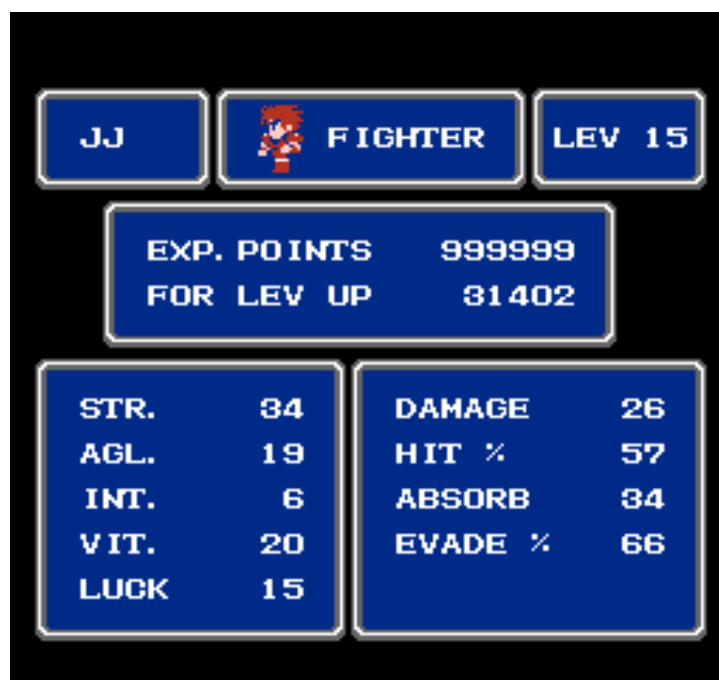 JJ
FIGHTER
LEV 15
EXP. POINTS 999999
FOR LEV UP 31402
STR. 34
AGL. 19
INT. 6
VIT. 20
LUCK 15
DAMAGE 26
HIT % 57
ABSORB 34
EVADE % 66